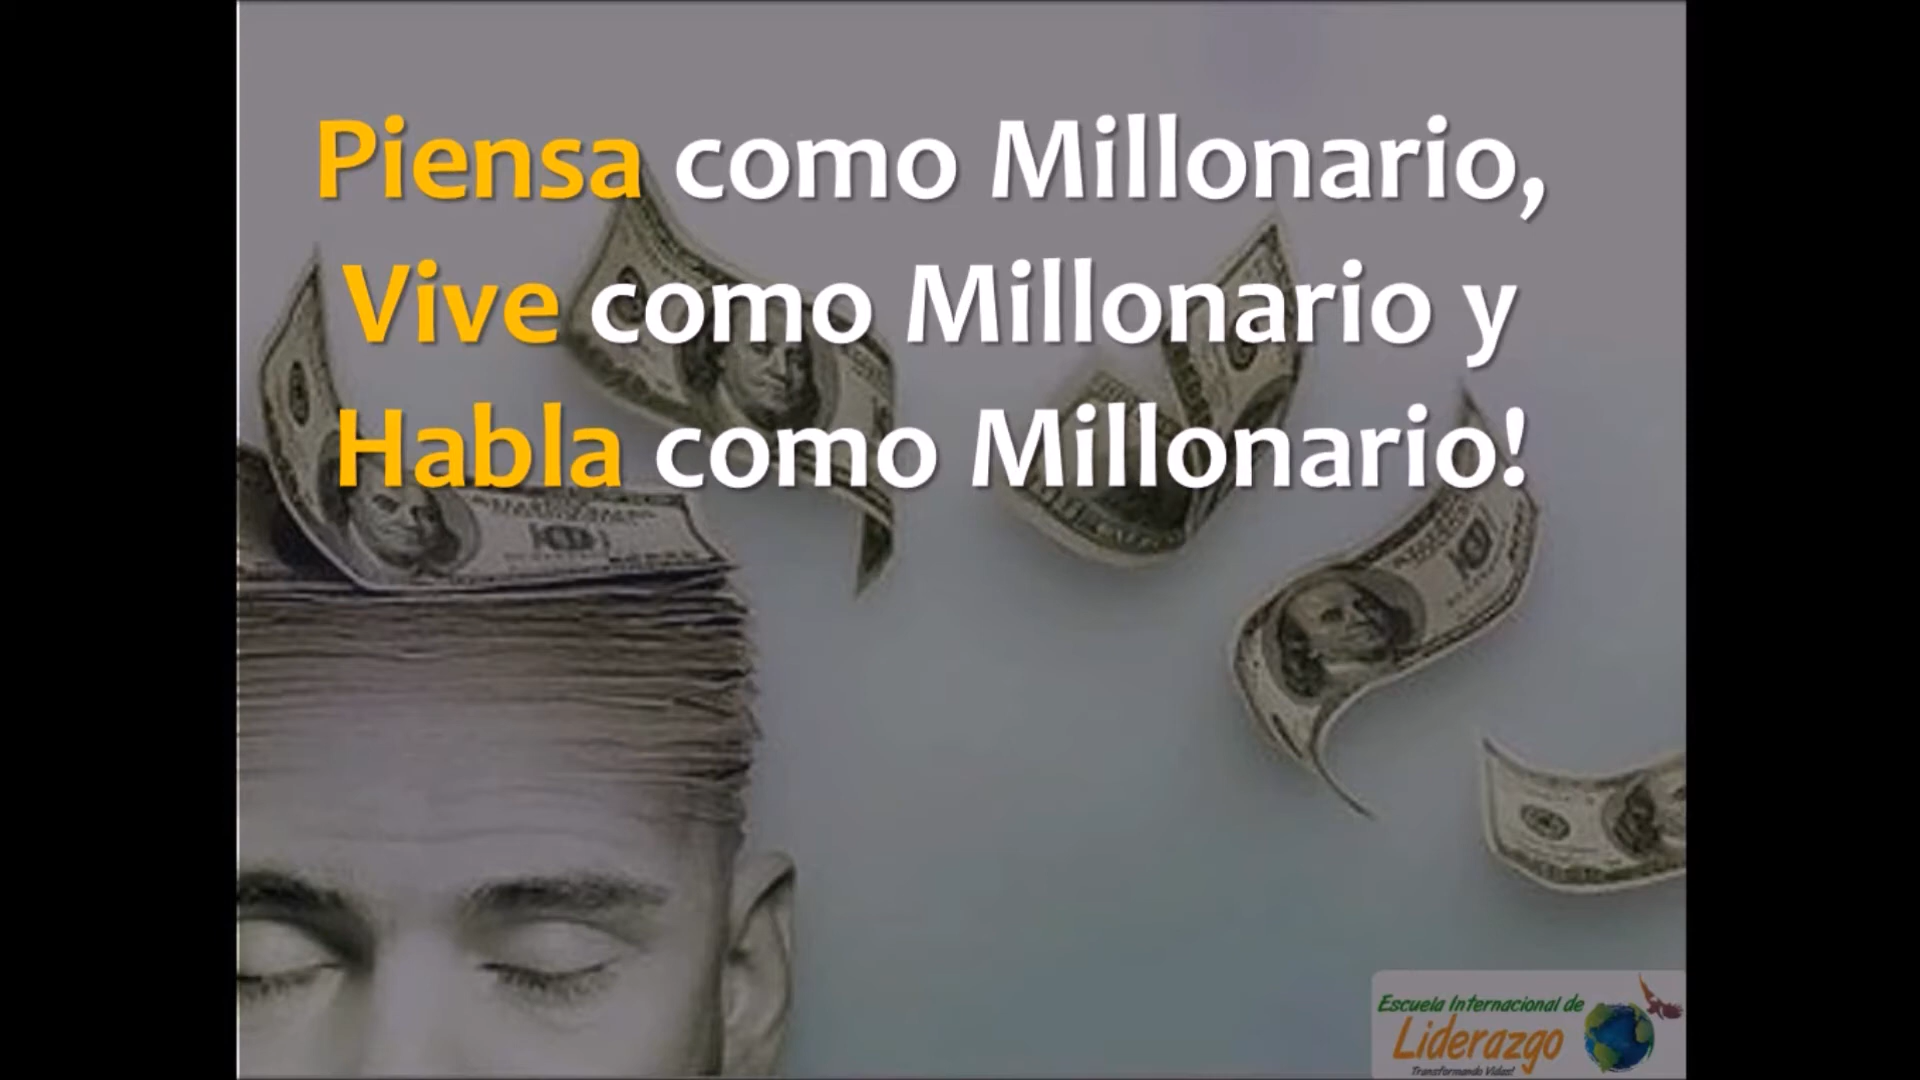 Piensa como Millonario,
Vive como Millonario y
Habla como Millonario!
Escuela Internacional de
Liderazgo
Transformando Vidas!